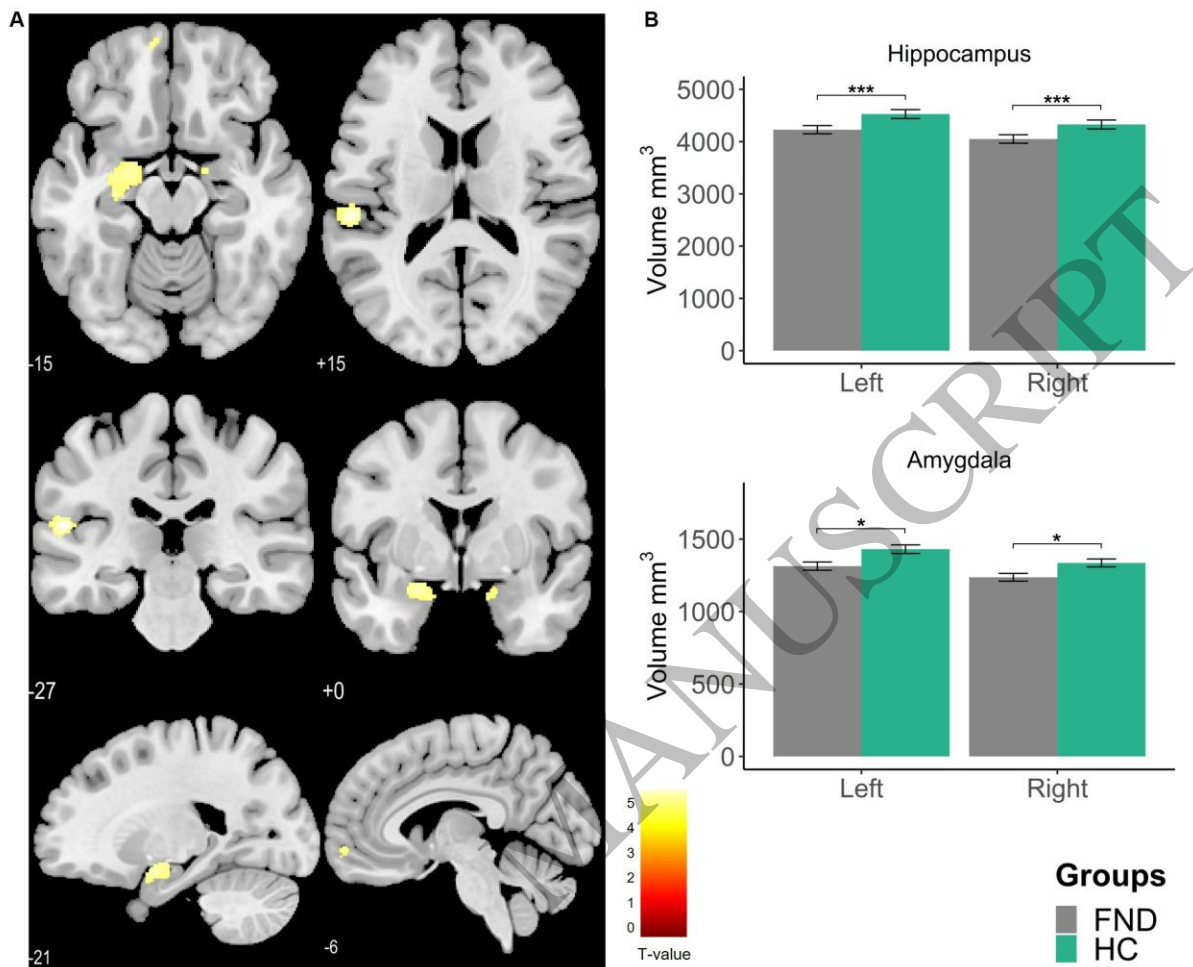 A
-15
+15
-27
+0
-21
-6
5
4
3
2
1
0
T-value
B
Hippocampus
Volume mm³
5000
4000
3000
2000
1000
0
***
***
Left
Right
Amygdala
Volume mm³
1500
1000
500
0
*
*
Left
Right
Groups
FND
HC
MANUSCRIPT